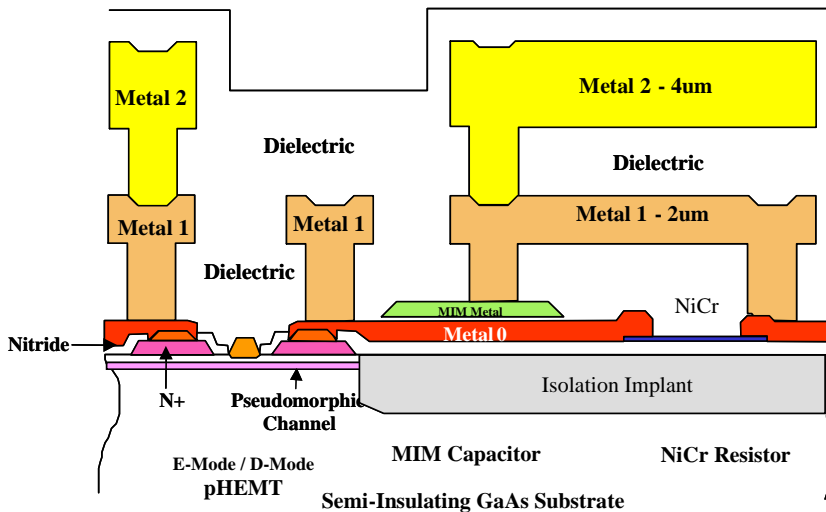 Metal 2
Metal 2 - 4um
Dielectric
Dielectric
Metal 1
Metal 1
Metal 1 - 2um
Dielectric
MIM Metal
NiCr
Metal 0
Nitride
N+
Pseudomorphic
Channel
Isolation Implant
E-Mode / D-Mode
pHEMT
MIM Capacitor
NiCr Resistor
Semi-Insulating GaAs Substrate